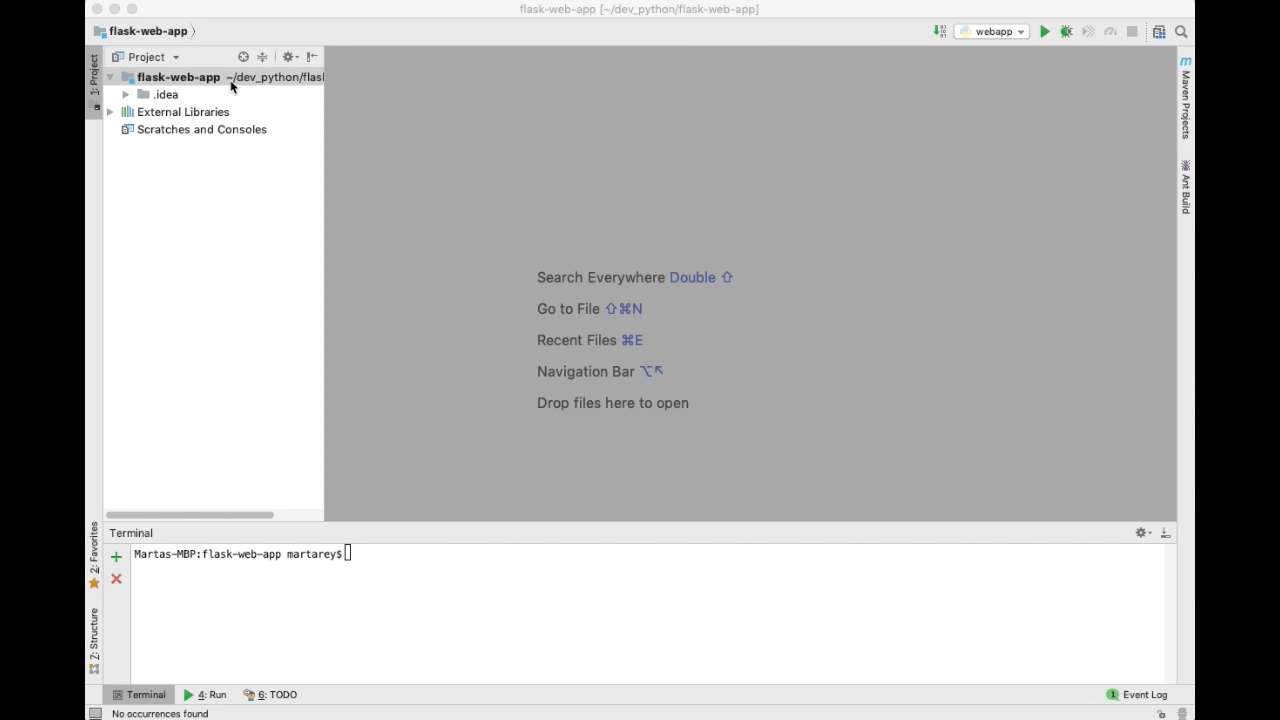 flask-web-app [~/dev_python/flask-web-app]
flask-web-app
webapp
Project
1: Project
flask-web-app ~/dev_python/flas
.idea
External Libraries
Scratches and Consoles
m
Maven Projects
Ant Build
Search Everywhere Double ⇧
Go to File ⇧⌘N
Recent Files ⌘E
Navigation Bar ⌥↖
Drop files here to open
2: Favorites
7: Structure
Terminal
Martas-MBP:flask-web-app martarey$
Terminal
4: Run
6: TODO
1 Event Log
No occurrences found